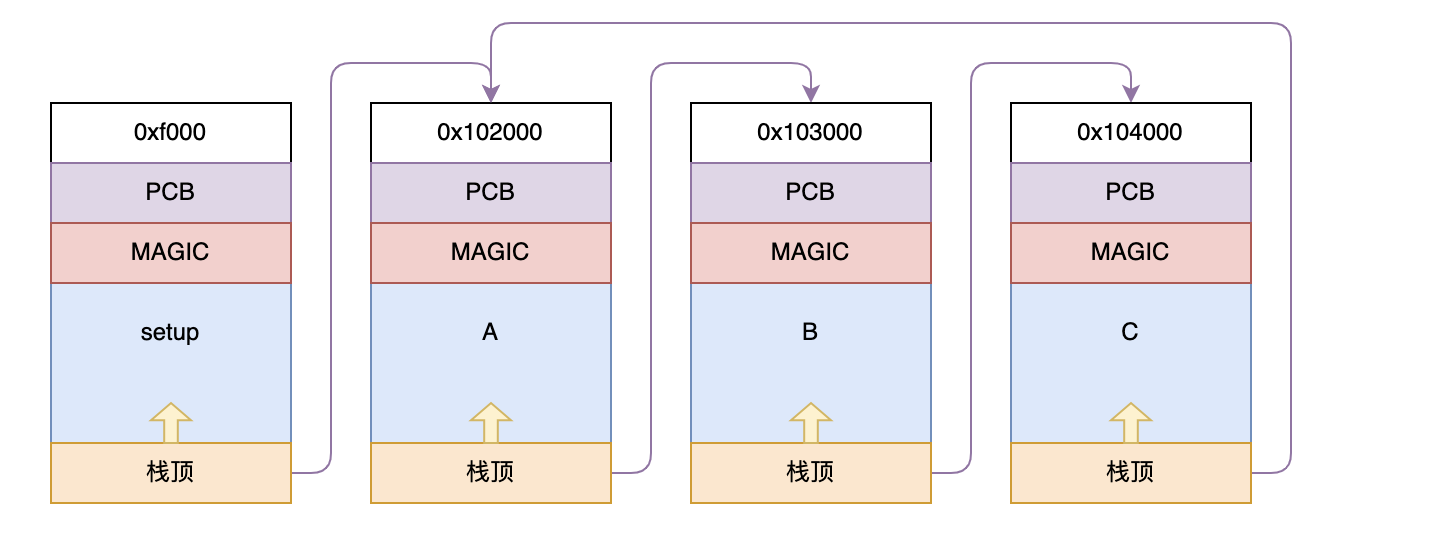 0xf000
0x102000
0x103000
0x104000
PCB
PCB
PCB
PCB
MAGIC
MAGIC
MAGIC
MAGIC
setup
A
B
C
栈顶
栈顶
栈顶
栈顶